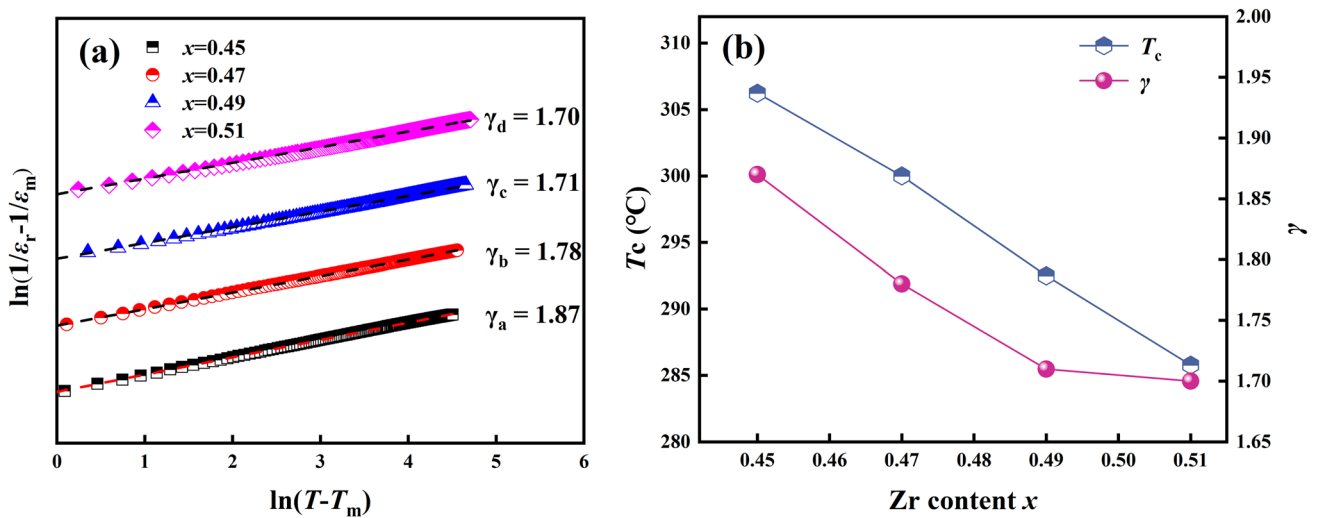 (a)
x=0.45
x=0.47
x=0.49
x=0.51
γd = 1.70
γc = 1.71
γb = 1.78
γa = 1.87
ln(1/εr-1/εm)
0 1 2 3 4 5 6
ln(T-Tm)
(b)
Tc
γ
310
305
300
295
290
285
280
Tc (°C)
2.00
1.95
1.90
1.85
1.80
1.75
1.70
1.65
γ
0.45 0.46 0.47 0.48 0.49 0.50 0.51
Zr content x